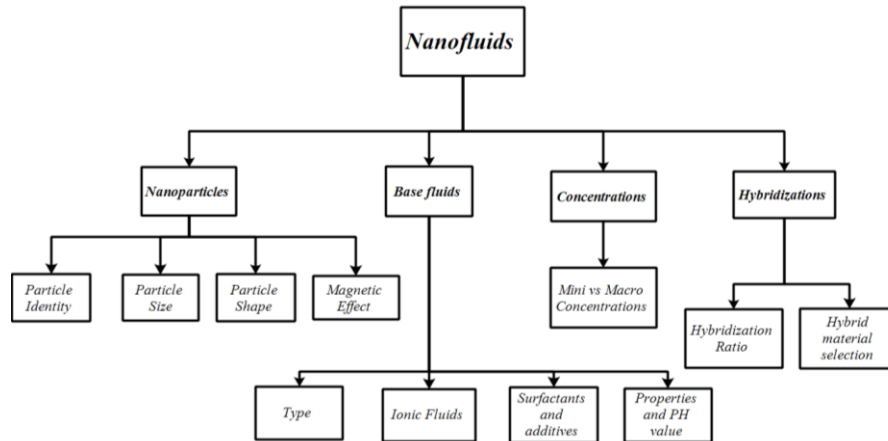 Nanofluids
Nanoparticles
Base fluids
Concentrations
Hybridizations
Particle
Identity
Particle
Size
Particle
Shape
Magnetic
Effect
Mini vs Macro
Concentrations
Hybridization
Ratio
Hybrid
material
selection
Type
Ionic Fluids
Surfactants
and
additives
Properties
and PH
value